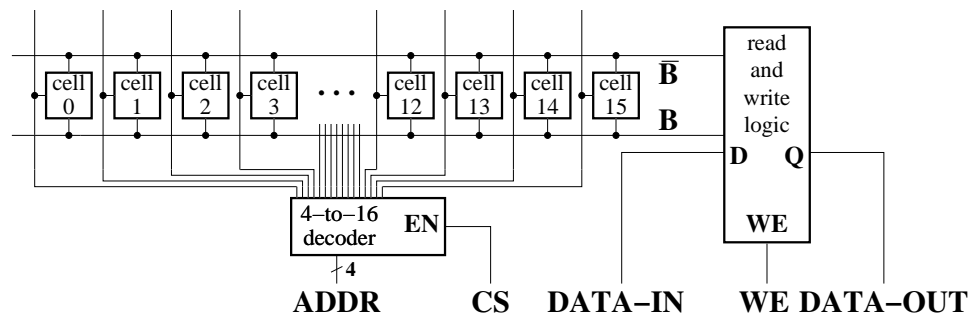 cell 0
cell 1
cell 2
cell 3
...
cell 12
cell 13
cell 14
cell 15
B̅
B
read
and
write
logic
D Q
WE
4−to−16
decoder
EN
4
ADDR CS DATA−IN WE DATA−OUT